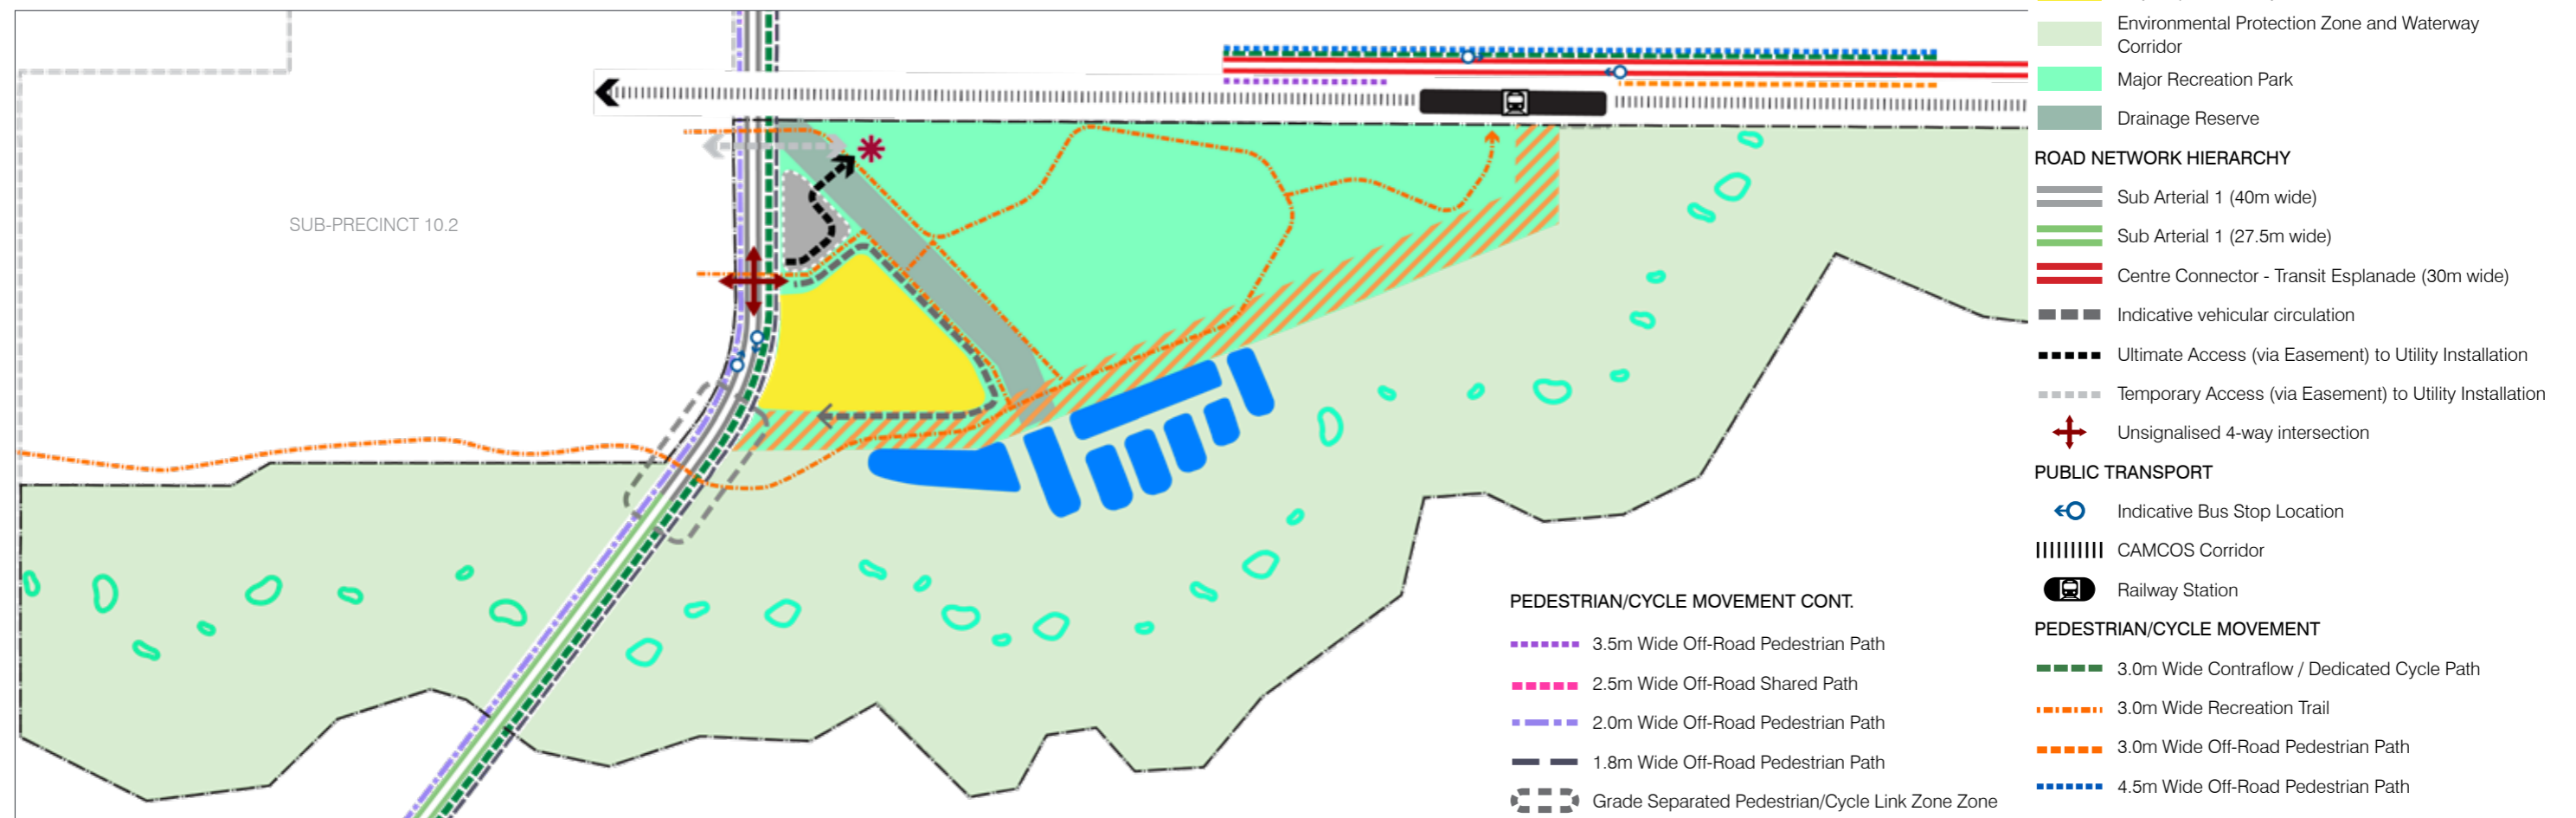 SUB-PRECINCT 10.2
Environmental Protection Zone and Waterway
Corridor
Major Recreation Park
Drainage Reserve
ROAD NETWORK HIERARCHY
Sub Arterial 1 (40m wide)
Sub Arterial 1 (27.5m wide)
Centre Connector - Transit Esplanade (30m wide)
Indicative vehicular circulation
Ultimate Access (via Easement) to Utility Installation
Temporary Access (via Easement) to Utility Installation
Unsignalised 4-way intersection
PUBLIC TRANSPORT
Indicative Bus Stop Location
CAMCOS Corridor
Railway Station
PEDESTRIAN/CYCLE MOVEMENT
3.0m Wide Contraflow / Dedicated Cycle Path
3.0m Wide Recreation Trail
3.0m Wide Off-Road Pedestrian Path
4.5m Wide Off-Road Pedestrian Path
PEDESTRIAN/CYCLE MOVEMENT CONT.
3.5m Wide Off-Road Pedestrian Path
2.5m Wide Off-Road Shared Path
2.0m Wide Off-Road Pedestrian Path
1.8m Wide Off-Road Pedestrian Path
Grade Separated Pedestrian/Cycle Link Zone Zone